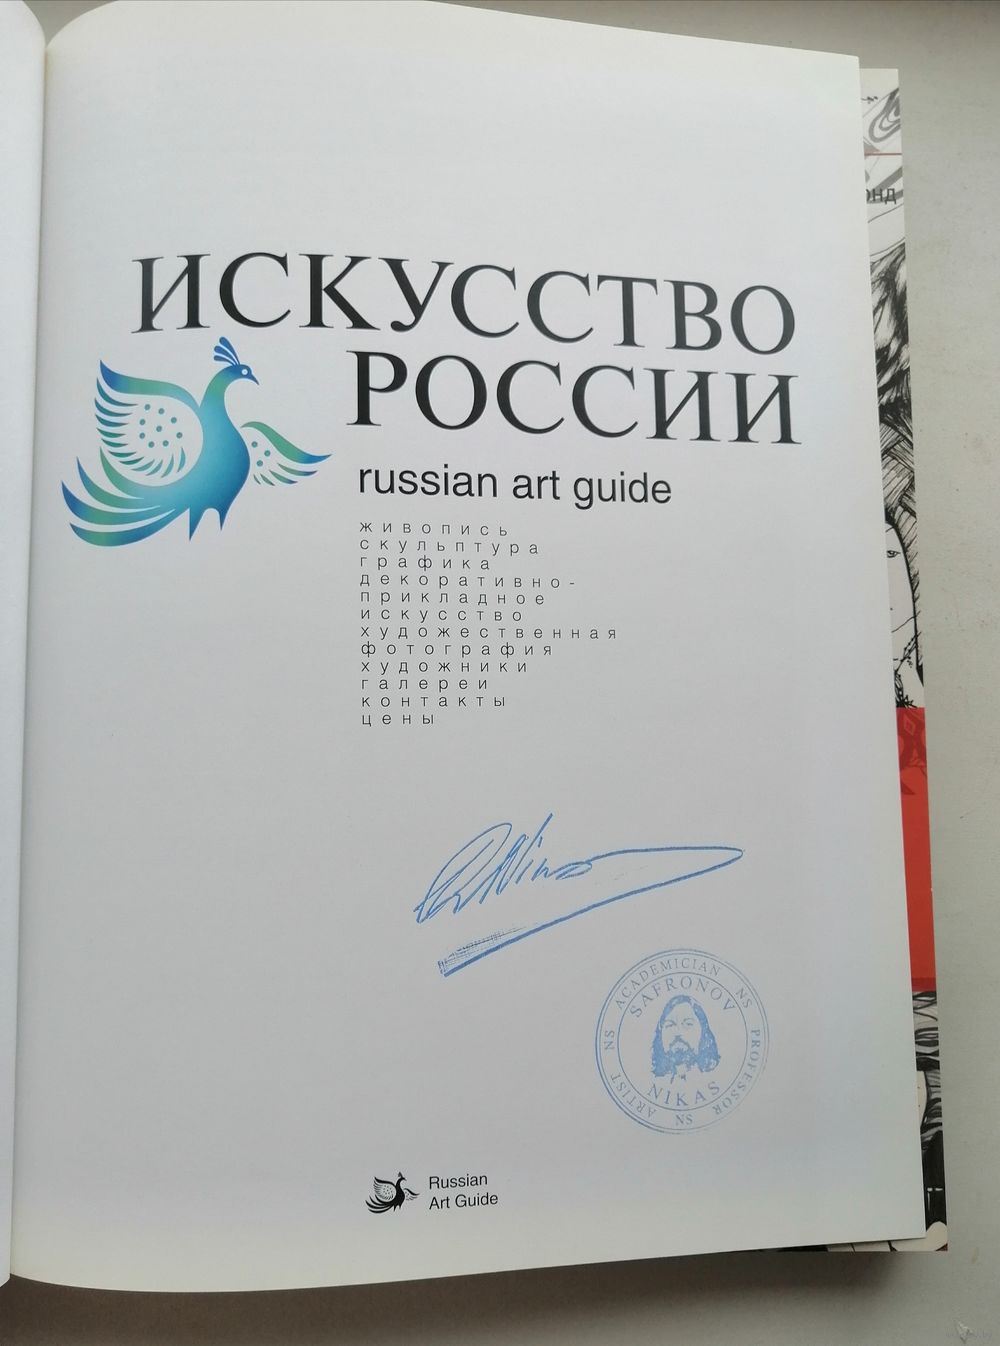 ИСКУССТВО
РОССИИ
russian art guide
живопись
скульптура
графика
декоративно-
прикладное
искусство
художественная
фотография
художники
галереи
контакты
цены
ACADEMICIAN NS PROFESSOR NS ARTIST NS
SAFRONOV
NIKAS
Russian
Art Guide